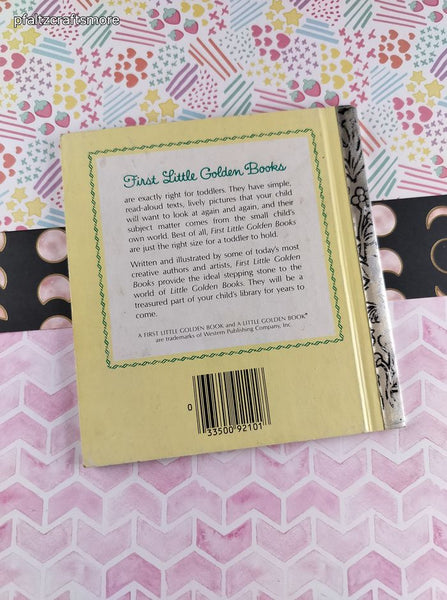 pfaltzcraftsmore
First Little Golden Books
are exactly right for toddlers. They have simple,
read-aloud texts, lively pictures that your child
will want to look at again and again, and their
subject matter comes from the small child's
own world. Best of all, First Little Golden Books
are just the right size for a toddler to hold.
Written and illustrated by some of today's most
creative authors and artists, First Little Golden
Books provide the ideal stepping stone to the
world of Little Golden Books. They will be a
treasured part of your child's library for years to
come.
A FIRST LITTLE GOLDEN BOOK and A LITTLE GOLDEN BOOK®
are trademarks of Western Publishing Company, Inc.
0
33500 92101